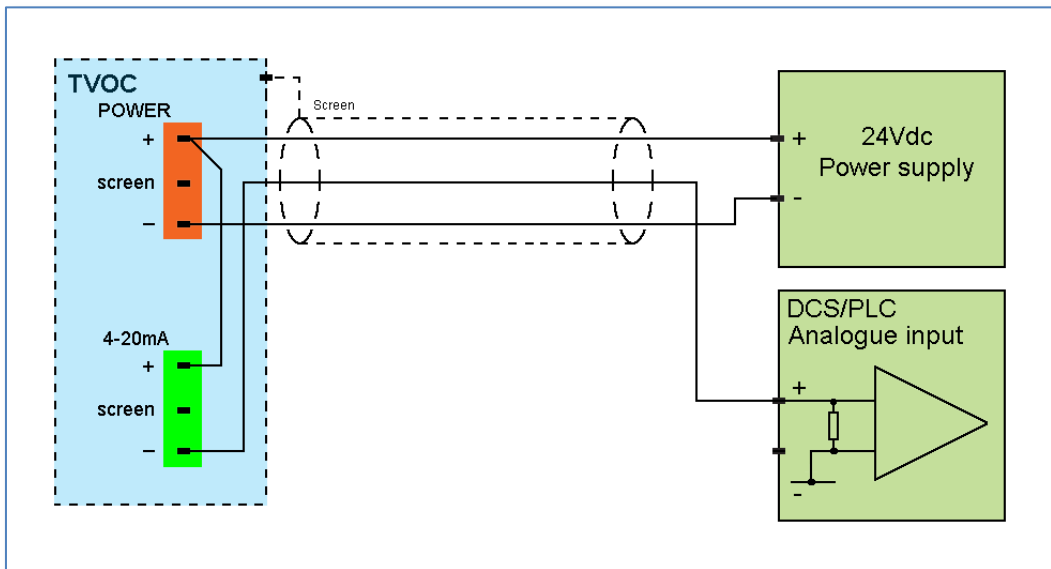 TVOC
POWER
+
screen
–
Screen
+
24Vdc
Power supply
-
4-20mA
+
screen
–
DCS/PLC
Analogue input
+
-